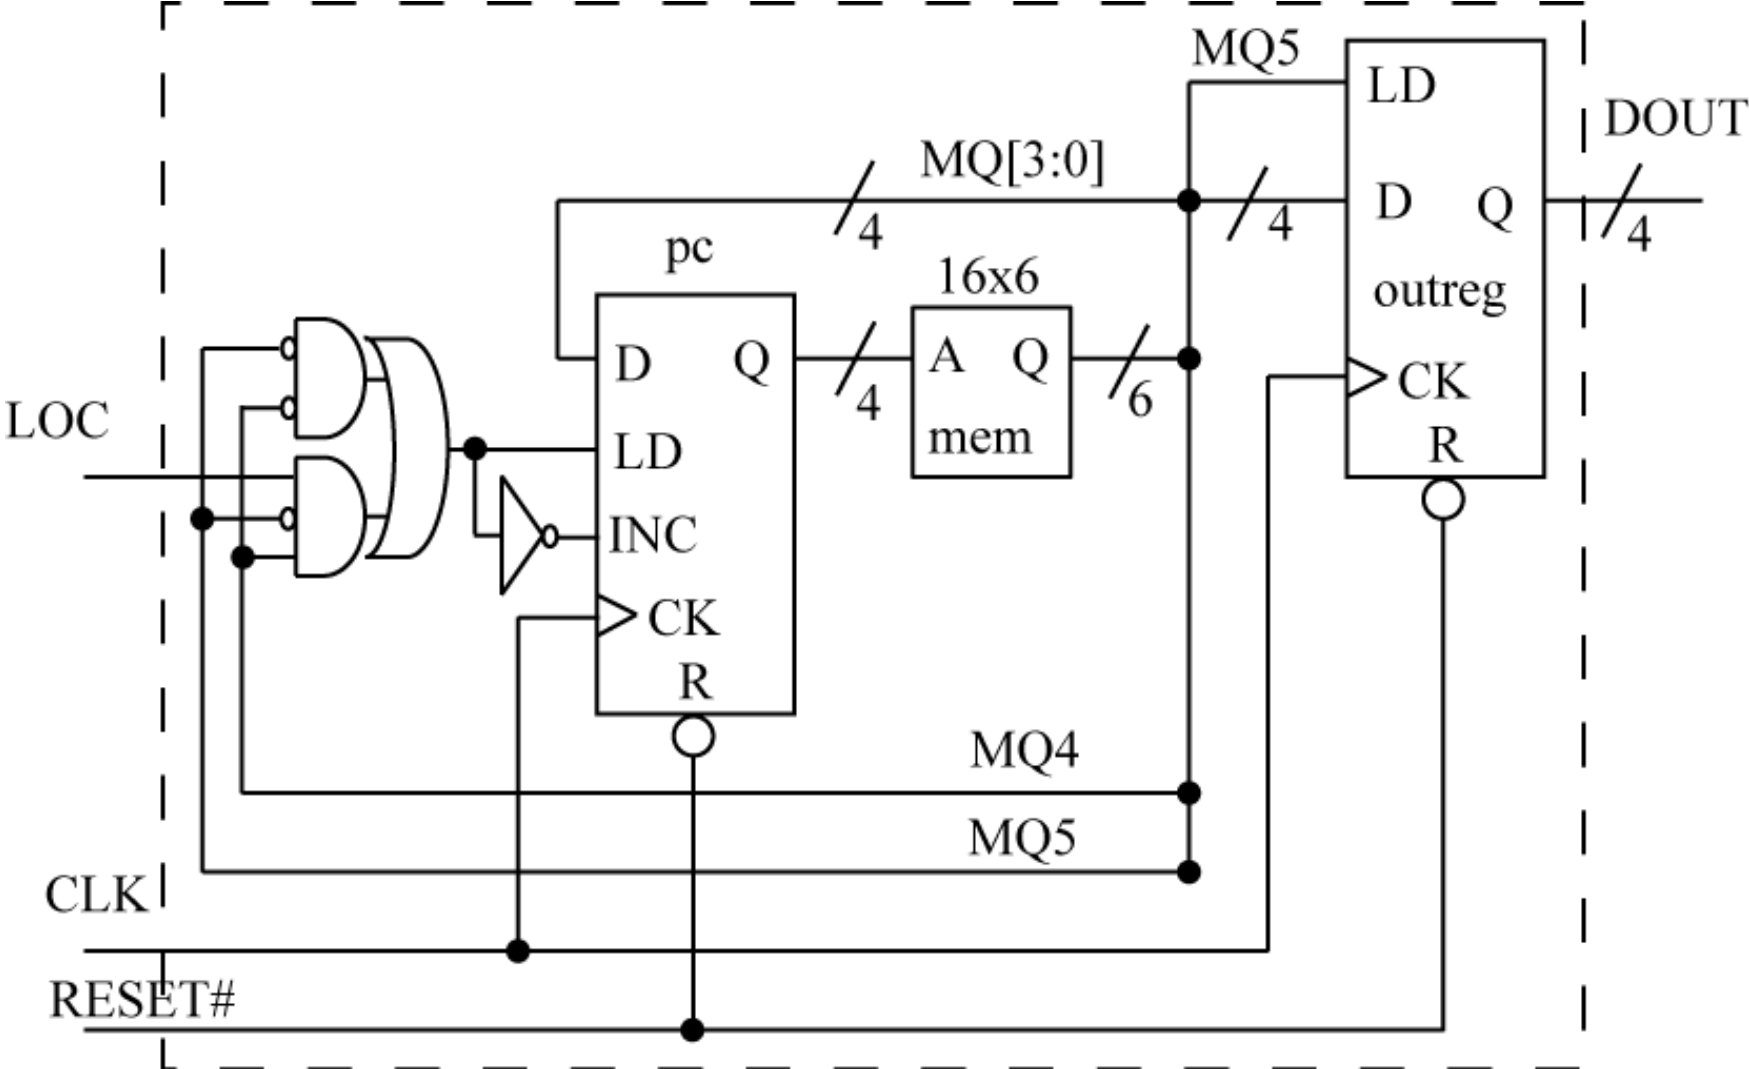 MQ5
LD
DOUT
MQ[3:0]
4
4
D
Q
4
pc
16x6
outreg
D
Q
4
A
Q
6
mem
CK
R
LOC
LD
INC
CK
R
MQ4
MQ5
CLK
RESET#